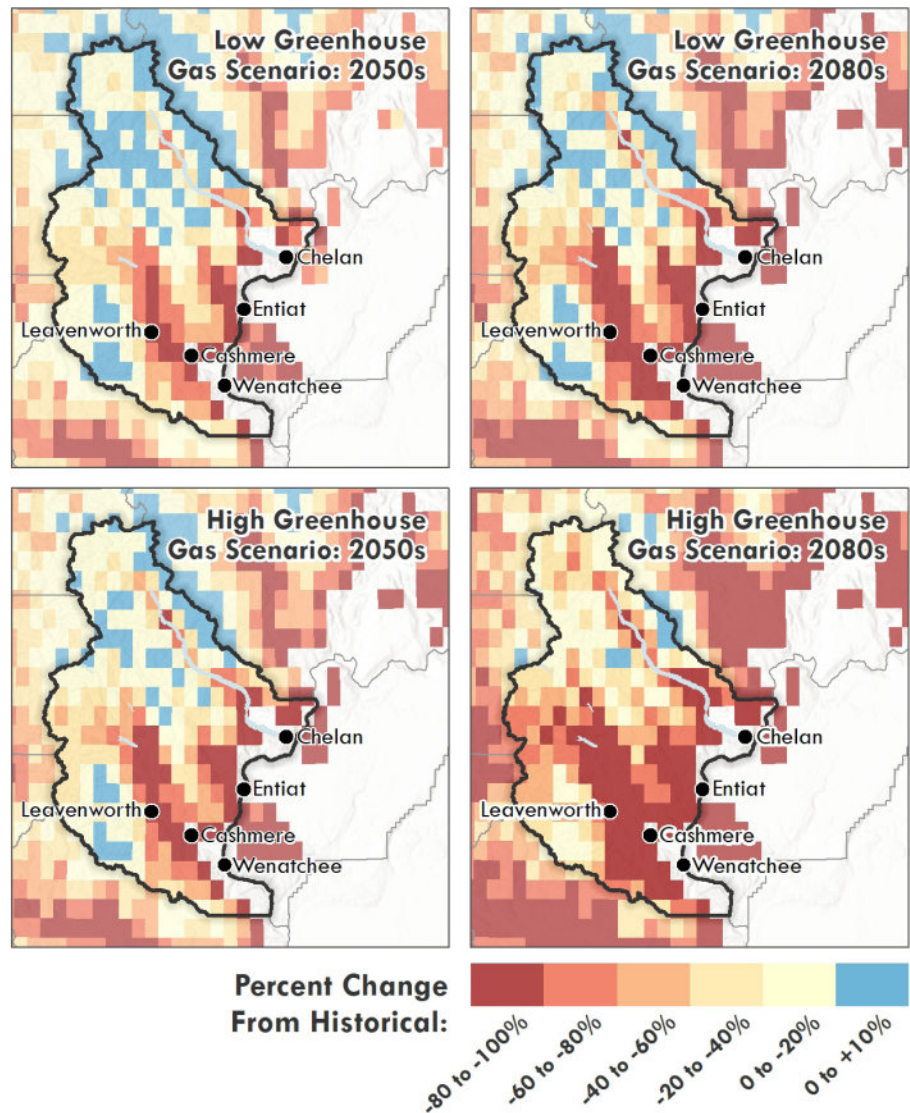 Low Greenhouse
Gas Scenario: 2050s
Chelan
Entiat
Leavenworth
Cashmere
Wenatchee
Low Greenhouse
Gas Scenario: 2080s
Chelan
Entiat
Leavenworth
Cashmere
Wenatchee
High Greenhouse
Gas Scenario: 2050s
Chelan
Entiat
Leavenworth
Cashmere
Wenatchee
High Greenhouse
Gas Scenario: 2080s
Chelan
Entiat
Leavenworth
Cashmere
Wenatchee
Percent Change
From Historical:
-80 to -100%
-60 to -80%
-40 to -60%
-20 to -40%
0 to -20%
0 to +10%